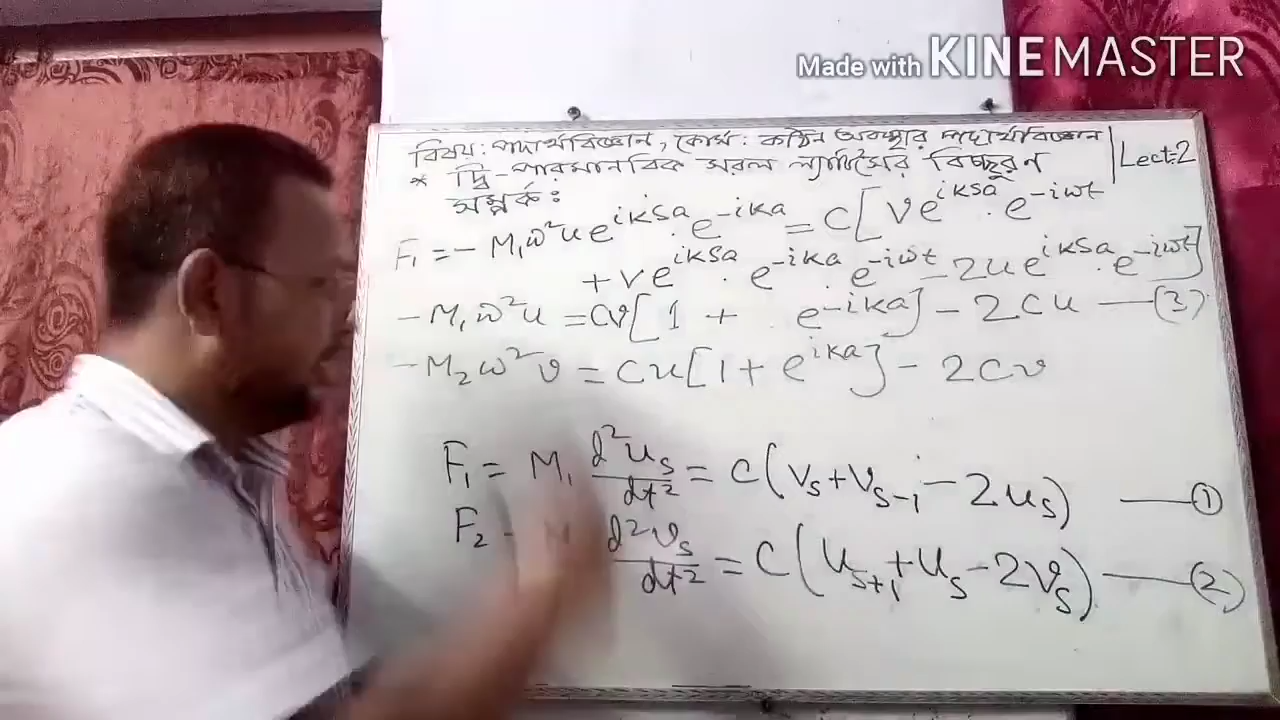 Made with KINEMASTER
বিষয়: পদার্থবিজ্ঞান, কোর্স: কঠিন অবস্থার পদার্থবিজ্ঞান
Lect:2
* দ্বি-পারমানবিক সরল ল্যাটিসের বিচ্ছুরণ
সম্পর্ক:
F₁ = - M₁ω²u e^{iksa} . e^{-ika} = C[v e^{iksa} . e^{-iωt}
+ v e^{iksa} . e^{-ika} . e^{-iωt} - 2u e^{iksa} . e^{-iωt}]
- M₁ω²u = Cv[1 + e^{-ika}] - 2Cu —(3)
- M₂ω²v = Cu[1 + e^{ika}] - 2Cv
F₁ = M₁ d²u_s/dt² = C(v_s + v_{s-1} - 2u_s) —①
F₂ = M d²v_s/dt² = C(u_{s+1} + u_s - 2v_s) —(2)